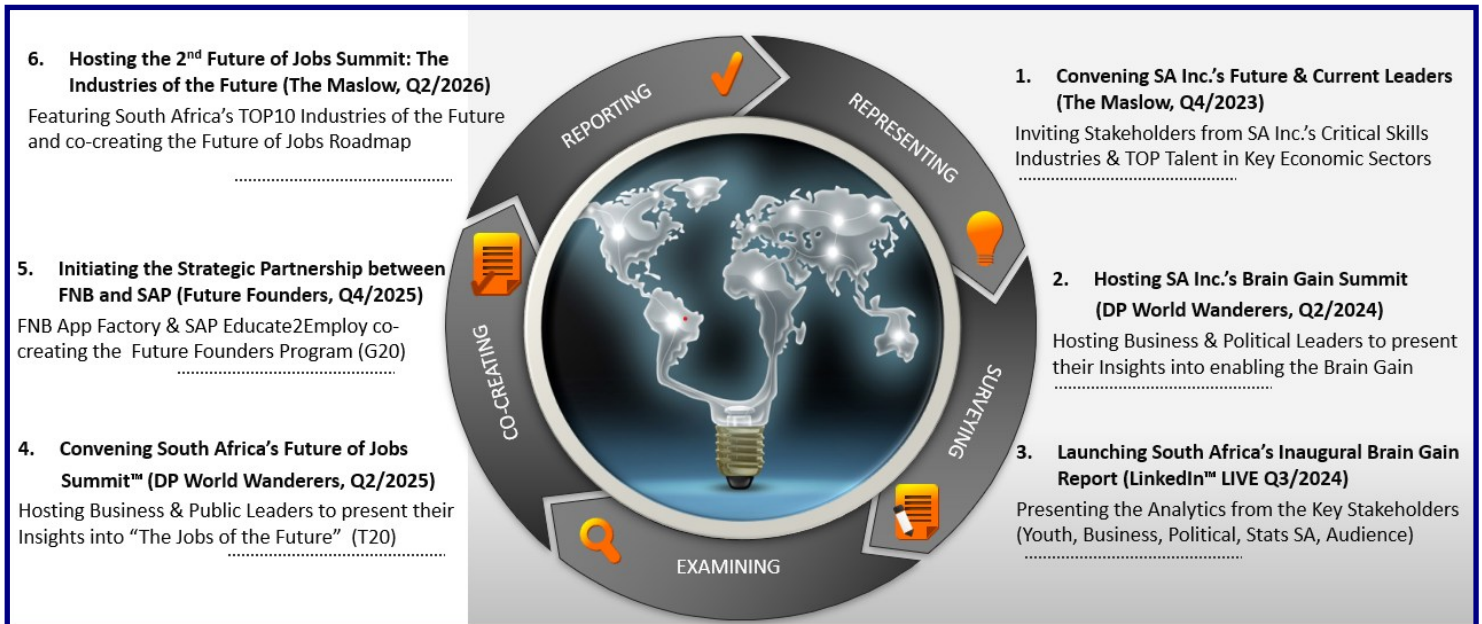 1. Convening SA Inc.'s Future & Current Leaders
(The Maslow, Q4/2023)
Inviting Stakeholders from SA Inc.'s Critical Skills
Industries & TOP Talent in Key Economic Sectors
2. Hosting SA Inc.'s Brain Gain Summit
(DP World Wanderers, Q2/2024)
Hosting Business & Political Leaders to present
their Insights into enabling the Brain Gain
3. Launching South Africa's Inaugural Brain Gain
Report (LinkedIn™ LIVE Q3/2024)
Presenting the Analytics from the Key Stakeholders
(Youth, Business, Political, Stats SA, Audience)
4. Convening South Africa's Future of Jobs
Summit™ (DP World Wanderers, Q2/2025)
Hosting Business & Public Leaders to present their
Insights into “The Jobs of the Future” (T20)
5. Initiating the Strategic Partnership between
FNB and SAP (Future Founders, Q4/2025)
FNB App Factory & SAP Educate2Employ co-
creating the Future Founders Program (G20)
6. Hosting the 2nd Future of Jobs Summit: The
Industries of the Future (The Maslow, Q2/2026)
Featuring South Africa's TOP10 Industries of the Future
and co-creating the Future of Jobs Roadmap
REPRESENTING
SURVEYING
EXAMINING
CO-CREATING
REPORTING